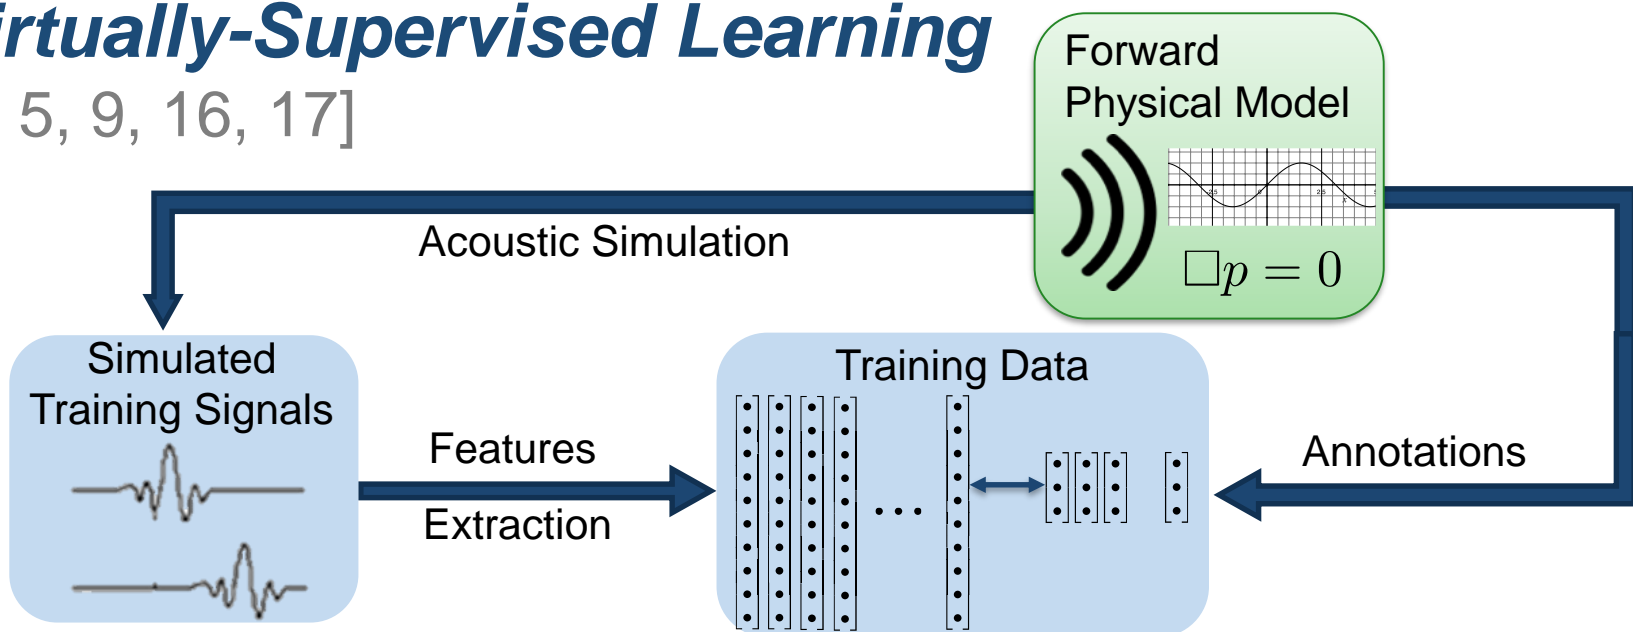 irtually-Supervised Learning
5, 9, 16, 17]
Forward
Physical Model
□p = 0
Acoustic Simulation
Simulated
Training Signals
Features
Extraction
Training Data
...
Annotations